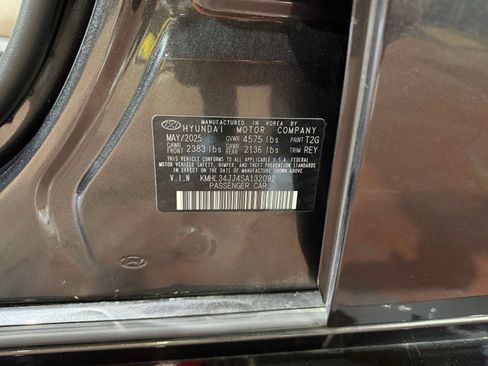 MANUFACTURED IN KOREA BY
HYUNDAI MOTOR COMPANY
MAY/2025 GVWR 4575 lbs PAINT T2G
GAWR FRONT 2383 lbs GAWR REAR 2136 lbs TRIM REY
THIS VEHICLE CONFORMS TO ALL APPLICABLE U.S. FEDERAL
MOTOR VEHICLE SAFETY, BUMPER, AND THEFT PREVENTION STANDARDS
IN EFFECT ON THE DATE OF MANUFACTURE SHOWN ABOVE
V.I.N KMHL34JJ4SA132092
PASSENGER CAR